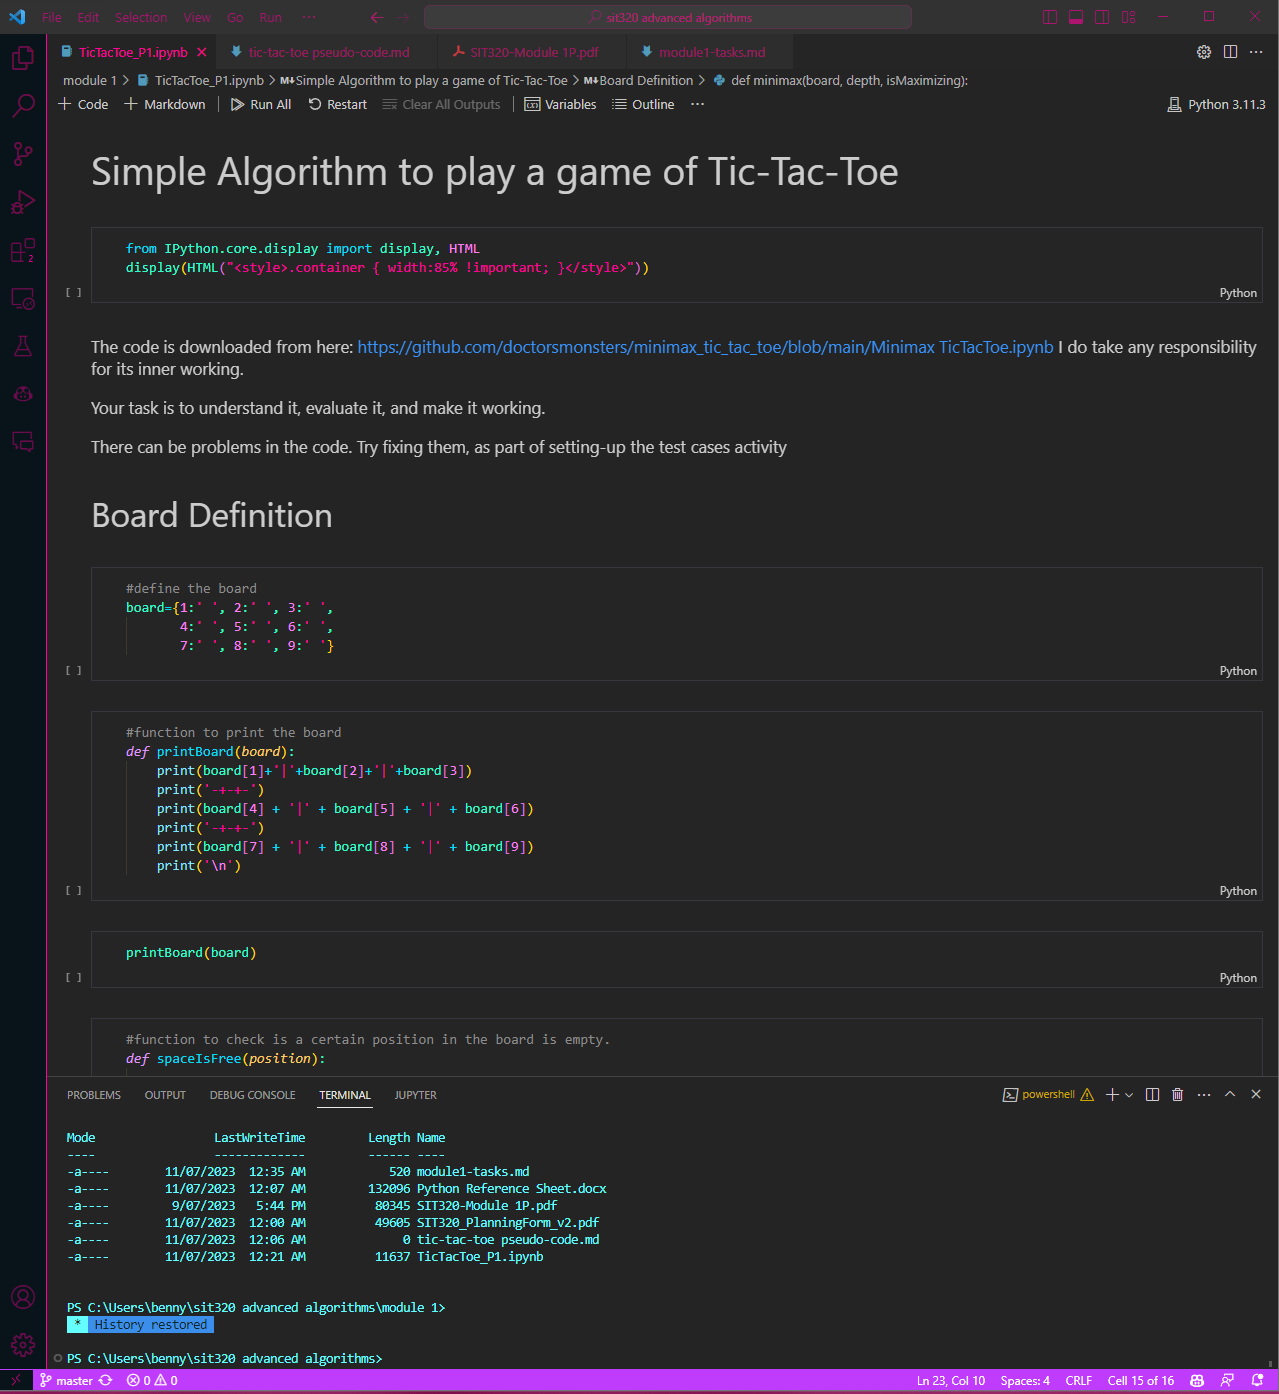 File Edit Selection View Go Run ··· sit320 advanced algorithms
TicTacToe_P1.ipynb tic-tac-toe pseudo-code.md SIT320-Module 1P.pdf module1-tasks.md
module 1 > TicTacToe_P1.ipynb > M↓Simple Algorithm to play a game of Tic-Tac-Toe > M↓Board Definition > def minimax(board, depth, isMaximizing):
+ Code + Markdown Run All Restart Clear All Outputs Variables Outline ··· Python 3.11.3
Simple Algorithm to play a game of Tic-Tac-Toe
from IPython.core.display import display, HTML
display(HTML("<style>.container { width:85% !important; }</style>"))
[ ] Python
The code is downloaded from here: https://github.com/doctorsmonsters/minimax_tic_tac_toe/blob/main/Minimax TicTacToe.ipynb I do take any responsibility
for its inner working.
Your task is to understand it, evaluate it, and make it working.
There can be problems in the code. Try fixing them, as part of setting-up the test cases activity
Board Definition
#define the board
board={1:' ', 2:' ', 3:' ',
4:' ', 5:' ', 6:' ',
7:' ', 8:' ', 9:' '}
[ ] Python
#function to print the board
def printBoard(board):
print(board[1]+'|'+board[2]+'|'+board[3])
print('-+-+-')
print(board[4] + '|' + board[5] + '|' + board[6])
print('-+-+-')
print(board[7] + '|' + board[8] + '|' + board[9])
print('\n')
[ ] Python
printBoard(board)
[ ] Python
#function to check is a certain position in the board is empty.
def spaceIsFree(position):
PROBLEMS OUTPUT DEBUG CONSOLE TERMINAL JUPYTER powershell
Mode LastWriteTime Length Name
---- ------------- ------ ----
-a---- 11/07/2023 12:35 AM 520 module1-tasks.md
-a---- 11/07/2023 12:07 AM 132096 Python Reference Sheet.docx
-a---- 9/07/2023 5:44 PM 80345 SIT320-Module 1P.pdf
-a---- 11/07/2023 12:00 AM 49605 SIT320_PlanningForm_v2.pdf
-a---- 11/07/2023 12:06 AM 0 tic-tac-toe pseudo-code.md
-a---- 11/07/2023 12:21 AM 11637 TicTacToe_P1.ipynb
PS C:\Users\benny\sit320 advanced algorithms\module 1>
* History restored
PS C:\Users\benny\sit320 advanced algorithms>
master 0 0 Ln 23, Col 10 Spaces: 4 CRLF Cell 15 of 16